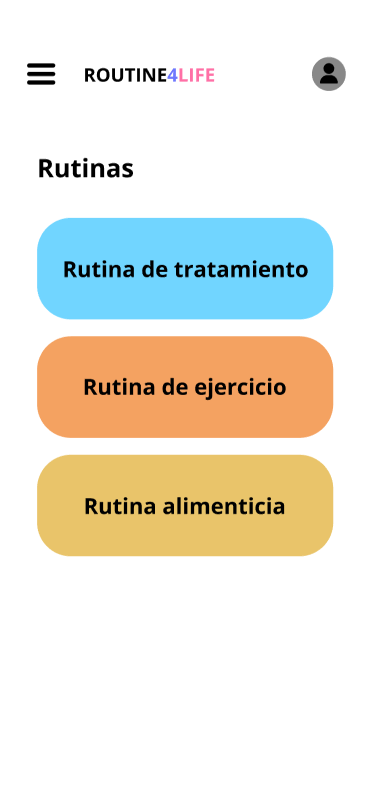 ROUTINE4LIFE
Rutinas
Rutina de tratamiento
Rutina de ejercicio
Rutina alimenticia